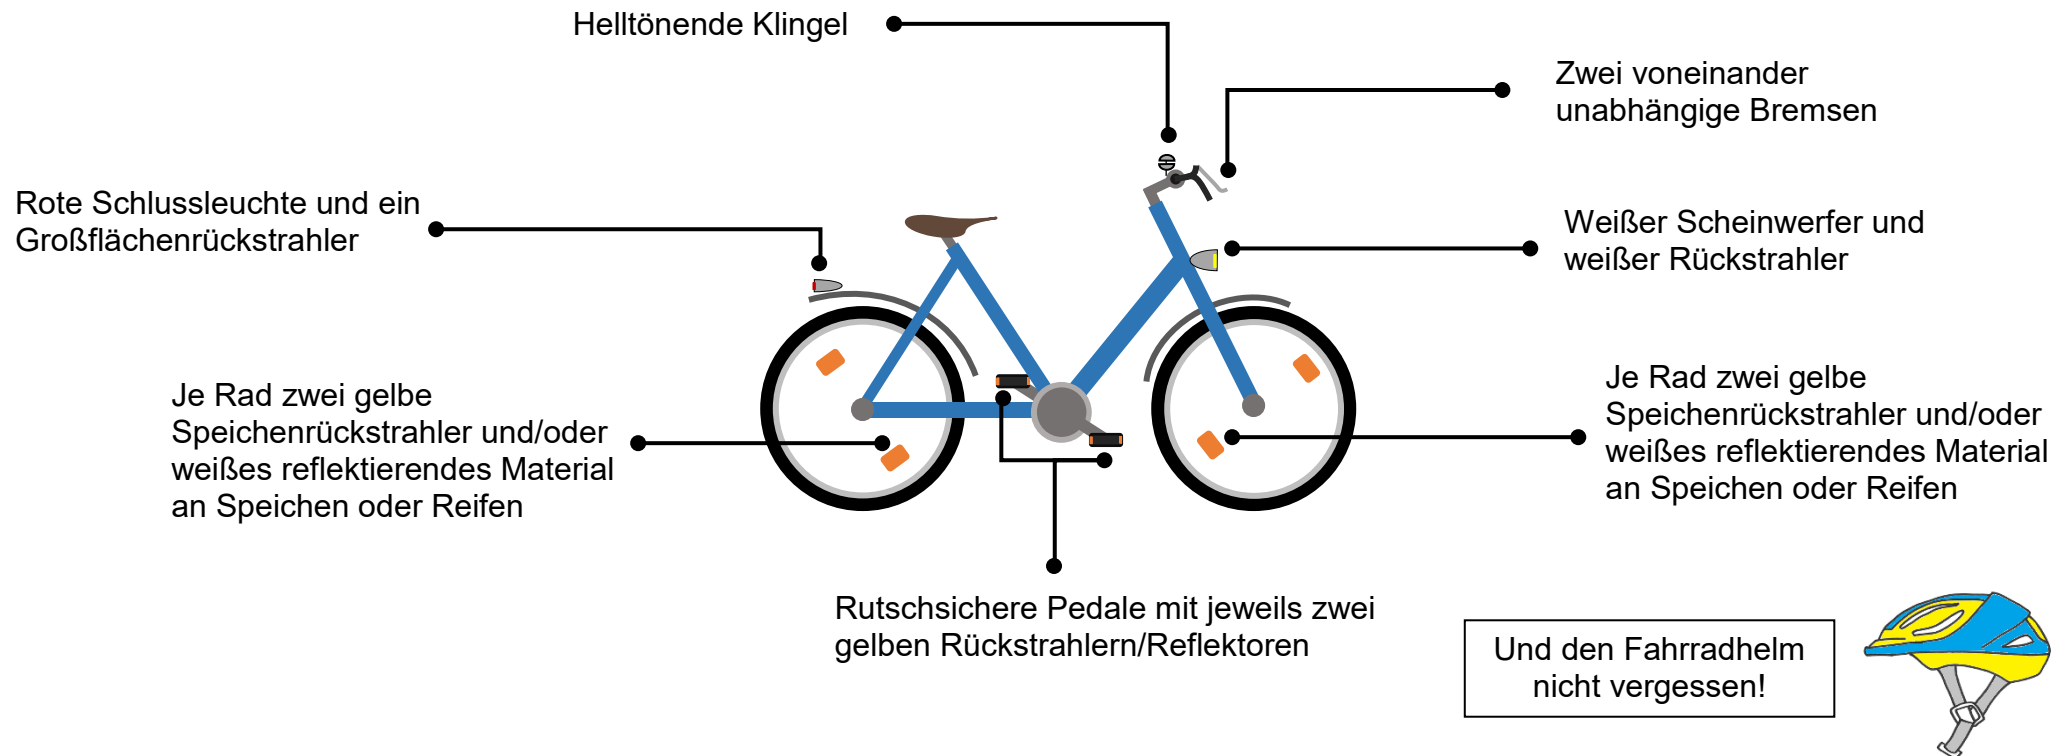 Helltönende Klingel
Zwei voneinander
unabhängige Bremsen
Rote Schlussleuchte und ein
Großflächenrückstrahler
Weißer Scheinwerfer und
weißer Rückstrahler
Je Rad zwei gelbe
Speichenrückstrahler und/oder
weißes reflektierendes Material
an Speichen oder Reifen
Je Rad zwei gelbe
Speichenrückstrahler und/oder
weißes reflektierendes Material
an Speichen oder Reifen
Rutschsichere Pedale mit jeweils zwei
gelben Rückstrahlern/Reflektoren
Und den Fahrradhelm
nicht vergessen!